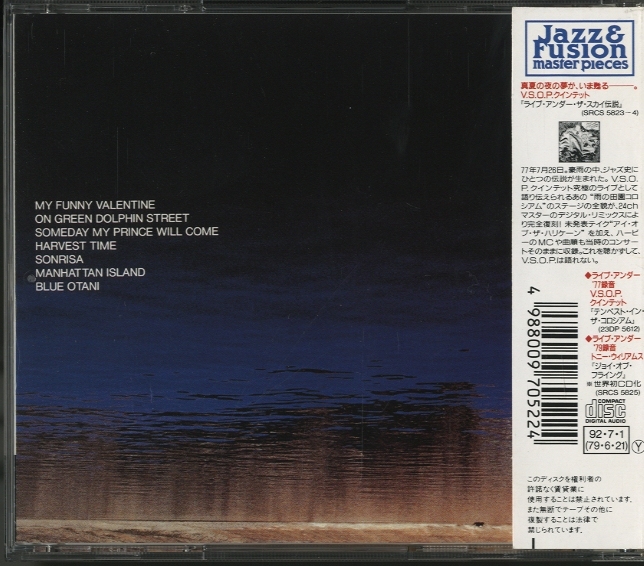 MY FUNNY VALENTINE
ON GREEN DOLPHIN STREET
SOMEDAY MY PRINCE WILL COME
HARVEST TIME
SONRISA
MANHATTAN ISLAND
BLUE OTANI
Jazz&
Fusion
master pieces
真夏の夜の夢か、いま甦る───。
V.S.O.P.クインテット
「ライブ・アンダー・ザ・スカイ伝説」
(SRCS 5823~4)
77年7月26日。豪雨の中、ジャズ史に
ひとつの伝説が生まれた。V.S.O.
P.クインテット究極のライブとして
語り伝えられるあの“雨の田園コロ
シアム”のステージの全貌が、24ch
マスターのデジタル・リミックスによ
り完全復刻!未発表テイク“アイ・オ
ブ・ザ・ハリケーン”を加え、ハービ
ーのMCや曲順も当時のコンサー
トそのままに収録。これを聴かずして、
V.S.O.P.は語れない。
◆ライブ・アンダー
'77録音
V.S.O.P.
クインテット
「テンペスト・イン・
ザ・コロシアム」
(23DP 5612)
◆ライブ・アンダー
'79録音
トニー・ウィリアムス
「ジョイ・オブ・
フライング」
※世界初CD化
(SRCS 5825)
4 988009 705224
COMPACT
disc
DIGITAL AUDIO
92・7・1
(79・6・21)
Y
このディスクを権利者の
許諾なく賃貸業に
使用することは禁止されています。
また無断でテープその他に
複製することは法律で
禁じられています。